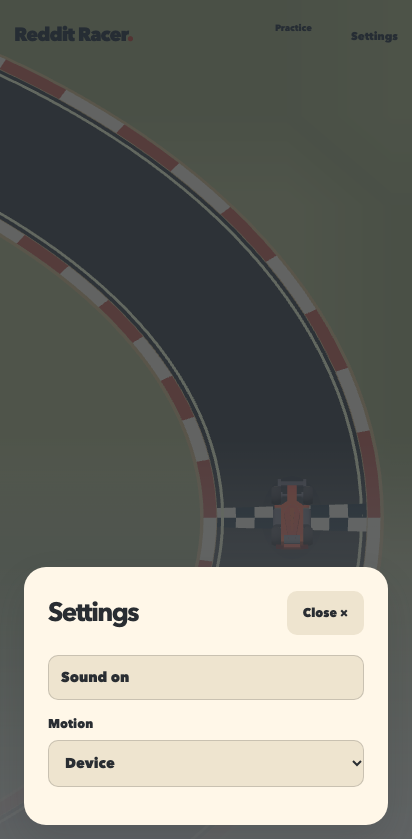 Reddit Racer.
Practice
Settings
Settings
Close ×
Sound on
Motion
Device